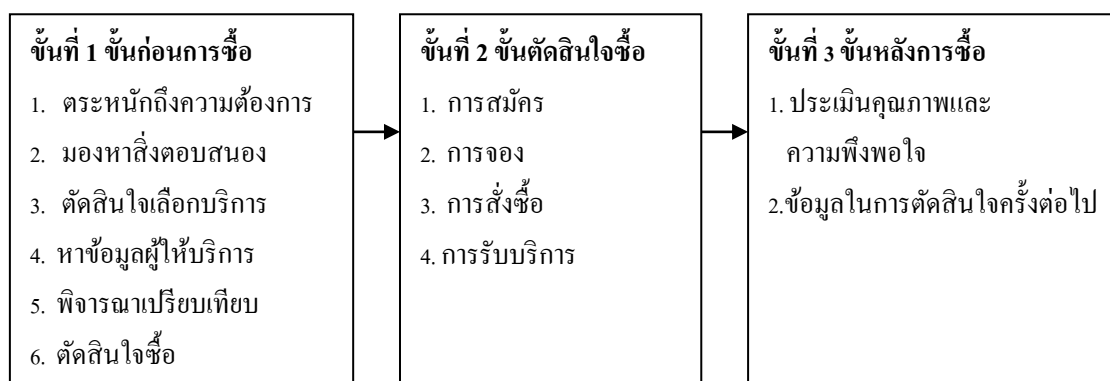 ขั้นที่ 1 ขั้นก่อนการซื้อ
1. ตระหนักถึงความต้องการ
2. มองหาสิ่งตอบสนอง
3. ตัดสินใจเลือกบริการ
4. หาข้อมูลผู้ให้บริการ
5. พิจารณาเปรียบเทียบ
6. ตัดสินใจซื้อ
ขั้นที่ 2 ขั้นตัดสินใจซื้อ
1. การสมัคร
2. การจอง
3. การสั่งซื้อ
4. การรับบริการ
ขั้นที่ 3 ขั้นหลังการซื้อ
1. ประเมินคุณภาพและ
ความพึงพอใจ
2.ข้อมูลในการตัดสินใจครั้งต่อไป